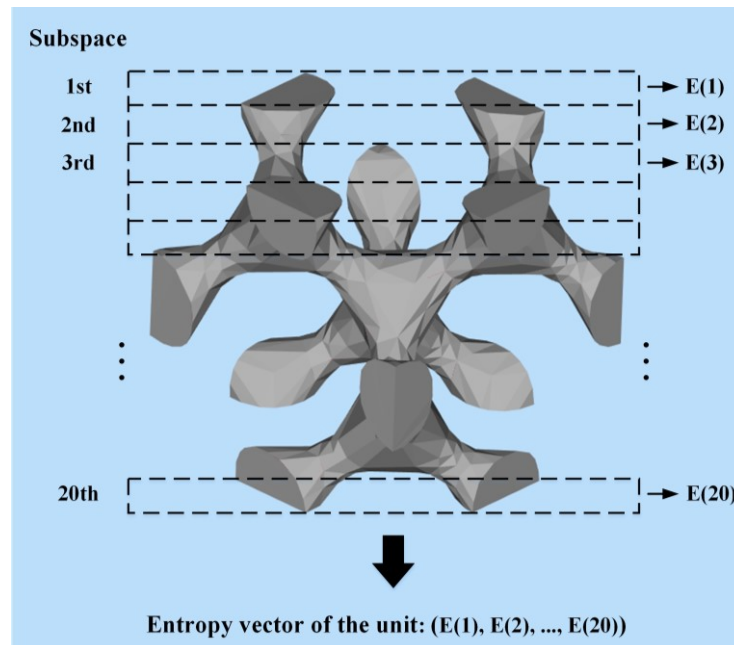 Subspace
1st E(1)
2nd E(2)
3rd E(3)
⋮ ⋮
20th E(20)
Entropy vector of the unit: (E(1), E(2), ..., E(20))